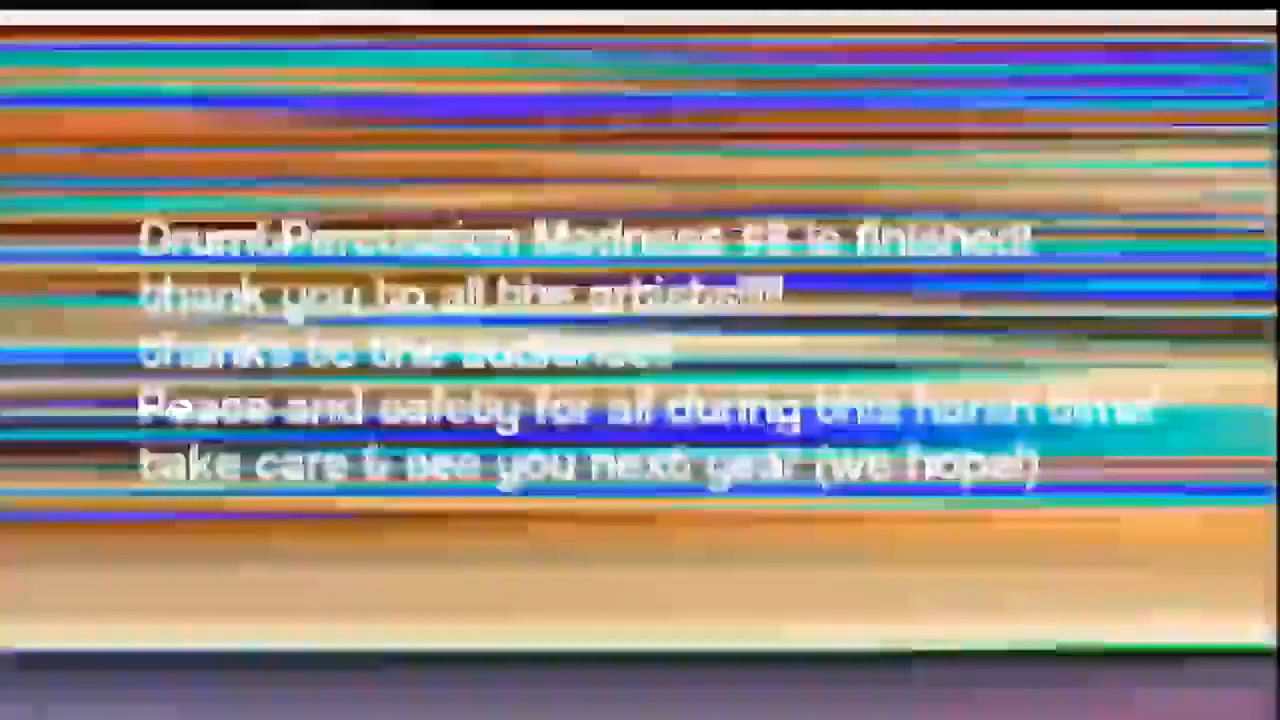 Drum&Percussion Madness is finished!
thank you to all the artists!!!!
thanks to the audience!!
Peace and safety for all during this harsh time!
take care & see you next year (we hope!)